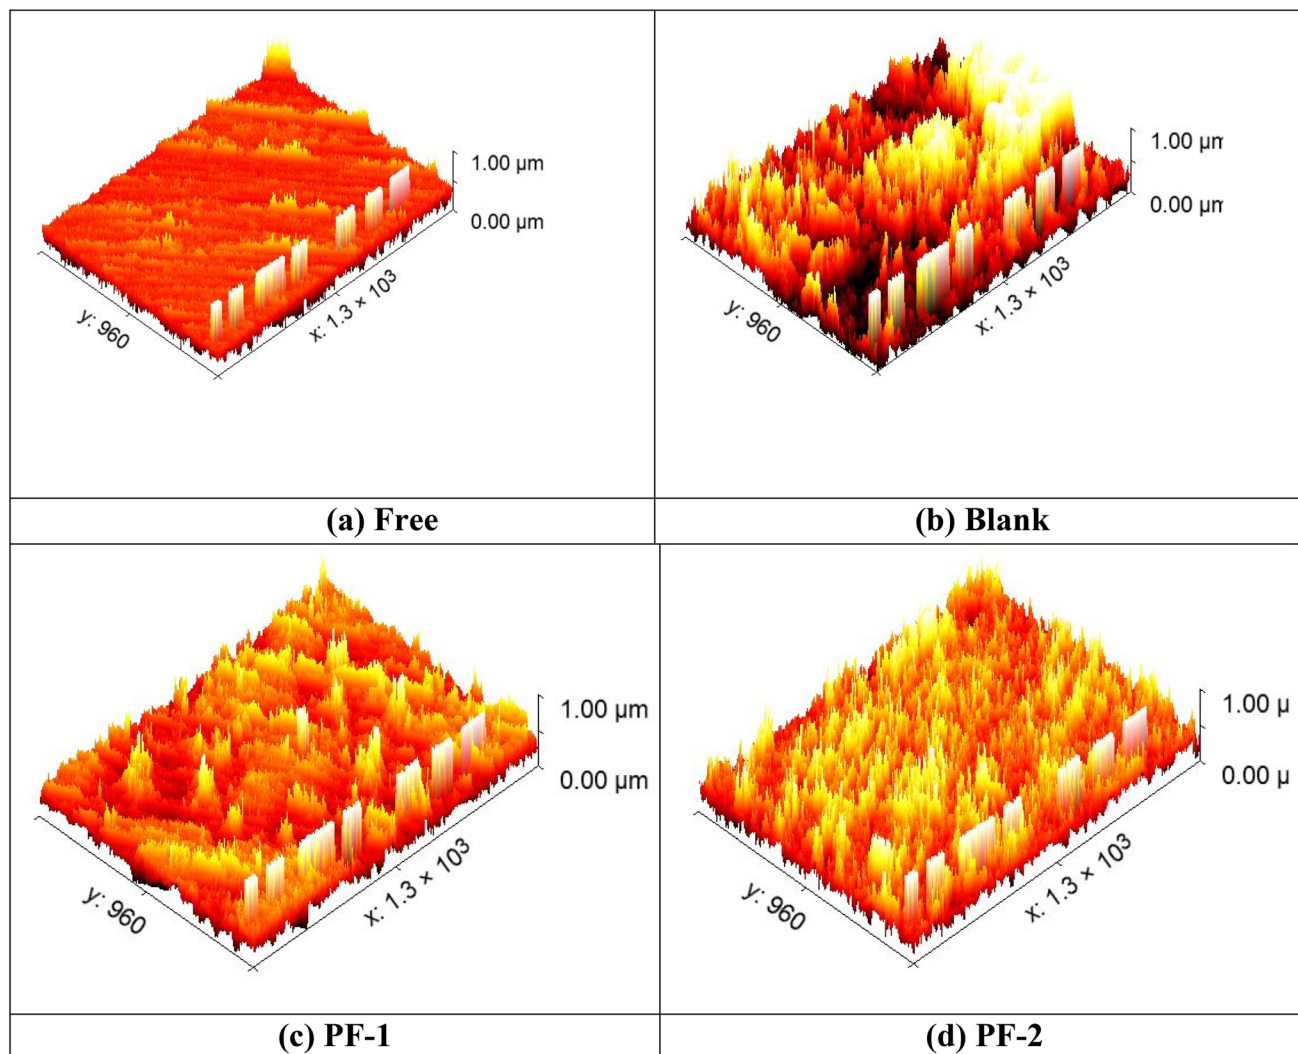 1.00 µm
0.00 µm
x: 1.3 × 10³
y: 960
(a) Free
1.00 µm
0.00 µm
x: 1.3 × 10³
y: 960
(b) Blank
1.00 µm
0.00 µm
x: 1.3 × 10³
y: 960
(c) PF-1
1.00 µ
0.00 µ
x: 1.3 × 10³
y: 960
(d) PF-2